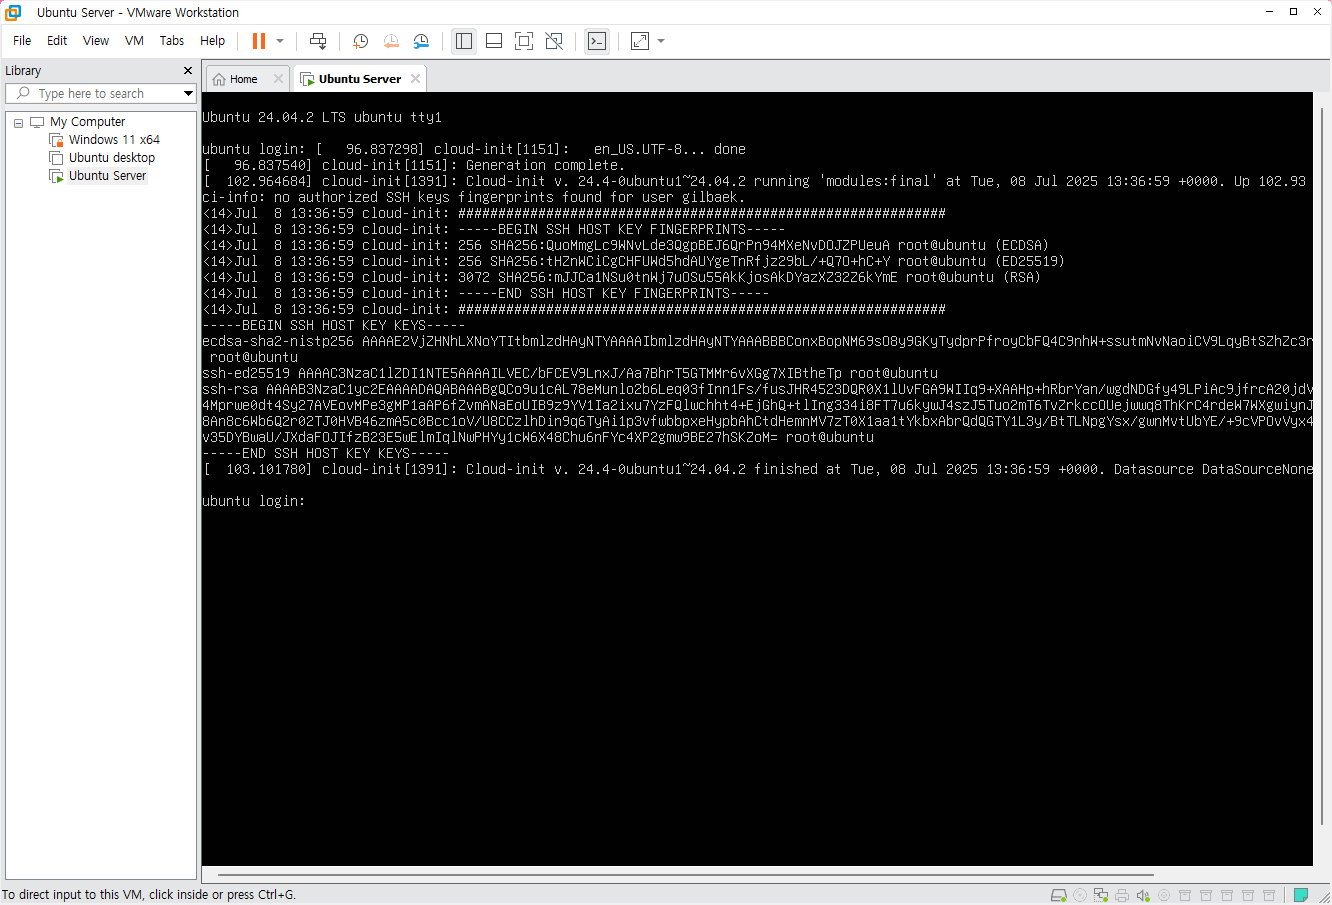 Ubuntu Server - VMware Workstation
File Edit View VM Tabs Help
Library
Type here to search
My Computer
Windows 11 x64
Ubuntu desktop
Ubuntu Server
Home
Ubuntu Server
Ubuntu 24.04.2 LTS ubuntu tty1
ubuntu login: [   96.837298] cloud-init[1151]:   en_US.UTF-8... done
[   96.837540] cloud-init[1151]: Generation complete.
[  102.964684] cloud-init[1391]: Cloud-init v. 24.4-0ubuntu1~24.04.2 running 'modules:final' at Tue, 08 Jul 2025 13:36:59 +0000. Up 102.93
ci-info: no authorized SSH keys fingerprints found for user gilbaek.
<14>Jul  8 13:36:59 cloud-init: #############################################################
<14>Jul  8 13:36:59 cloud-init: -----BEGIN SSH HOST KEY FINGERPRINTS-----
<14>Jul  8 13:36:59 cloud-init: 256 SHA256:QuoMmgLc9WNvLde3QgpBEJ6QrPn94MXeNvDOJZPUeuA root@ubuntu (ECDSA)
<14>Jul  8 13:36:59 cloud-init: 256 SHA256:tHZnWCiCgCHFUWd5hdAUYgeTnRfjz29bL/+Q7O+hC+Y root@ubuntu (ED25519)
<14>Jul  8 13:36:59 cloud-init: 3072 SHA256:mJJCa1NSu0tnWj7uOSu55AkKjosAkDYazXZ32Z6kYmE root@ubuntu (RSA)
<14>Jul  8 13:36:59 cloud-init: -----END SSH HOST KEY FINGERPRINTS-----
<14>Jul  8 13:36:59 cloud-init: #############################################################
-----BEGIN SSH HOST KEY KEYS-----
ecdsa-sha2-nistp256 AAAAE2VjZHNhLXNoYTItbmlzdHAyNTYAAAAIbmlzdHAyNTYAAABBBConxBopNM69sO8y9GKyTydprPfroyCbFQ4C9nhW+ssutmNvNaoiCV9LqyBtSZhZc3r
root@ubuntu
ssh-ed25519 AAAAC3NzaC1lZDI1NTE5AAAAILVEC/bFCEV9LnxJ/Aa7BhrT5GTMMr6vXGg7XIBtheTp root@ubuntu
ssh-rsa AAAAB3NzaC1yc2EAAAADAQABAAABgQCo9u1cAL78eMunlo2b6Leq03fInn1Fs/fusJHR4523DQR0X1lUvFGA9WIIq9+XAAHp+hRbrYan/wgdNDGfy49LPiAc9jfrcA20jdV
4Mprwe0dt4Sy27AVEovMPe3gMP1aAP6fZvmANaEoUIB9z9YV1Ia2ixu7YzFQlwchht4+EjGhQ+tlIng334i8FT7u6kywJ4szJ5Tuo2mT6TvZrkccOUejwwq8ThKrC4rdeW7WXgwiynJ
8An8c6Wb6Q2r02TJ0HVB46zmA5c0Bcc1oV/U8CCzlhDin9q6TyAi1p3vfwbbpxeHypbAhCtdHemnMV7zT0X1aa1tYkbxAbrQdQGTY1L3y/BtTLNpgYsx/gwnMvtUbYE/+9cVPOvVyx4
v35DYBwaU/JXdaFOJIfzB23E5wElmIqlNwPHYy1cW6X48Chu6nFYc4XP2gmw9BE27hSKZoM= root@ubuntu
-----END SSH HOST KEY KEYS-----
[  103.101780] cloud-init[1391]: Cloud-init v. 24.4-0ubuntu1~24.04.2 finished at Tue, 08 Jul 2025 13:36:59 +0000. Datasource DataSourceNone
ubuntu login:
To direct input to this VM, click inside or press Ctrl+G.